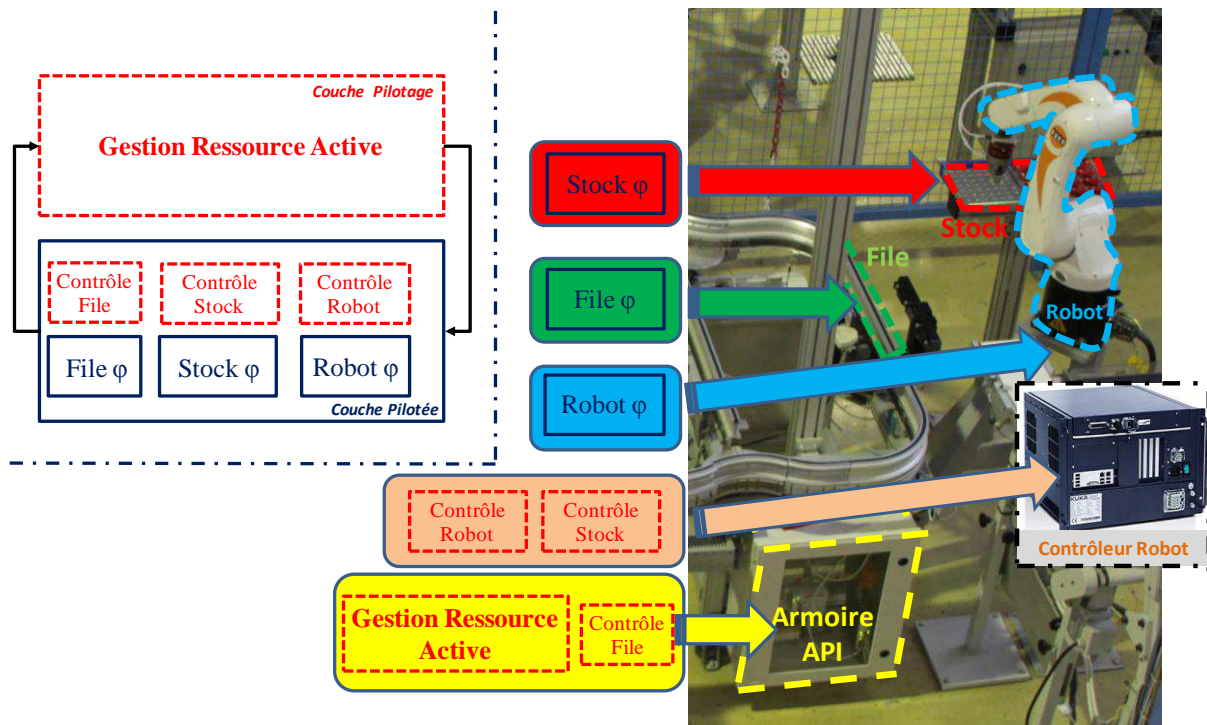 Couche Pilotage
Gestion Ressource Active
Contrôle
File
Contrôle
Stock
Contrôle
Robot
File φ
Stock φ
Robot φ
Couche Pilotée
Stock φ
File φ
Robot φ
Contrôle
Robot
Contrôle
Stock
Gestion Ressource
Active
Contrôle
File
Stock
File
Robot
KUKA
Contrôleur Robot
Armoire
API